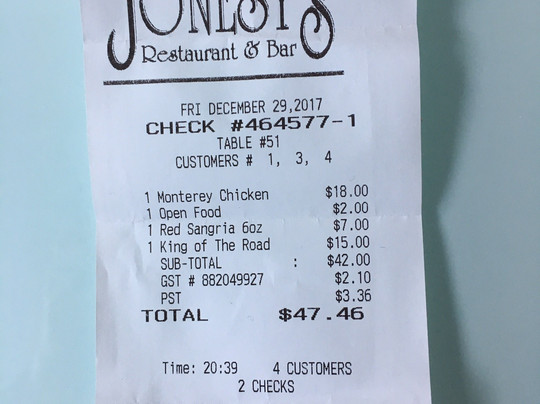 JONESY'S
Restaurant & Bar
FRI DECEMBER 29,2017
CHECK #464577-1
TABLE #51
CUSTOMERS # 1, 3, 4
1 Monterey Chicken $18.00
1 Open Food $2.00
1 Red Sangria 6oz $7.00
1 King of The Road $15.00
SUB-TOTAL : $42.00
GST # 882049927 $2.10
PST $3.36
TOTAL $47.46
Time: 20:39 4 CUSTOMERS
2 CHECKS